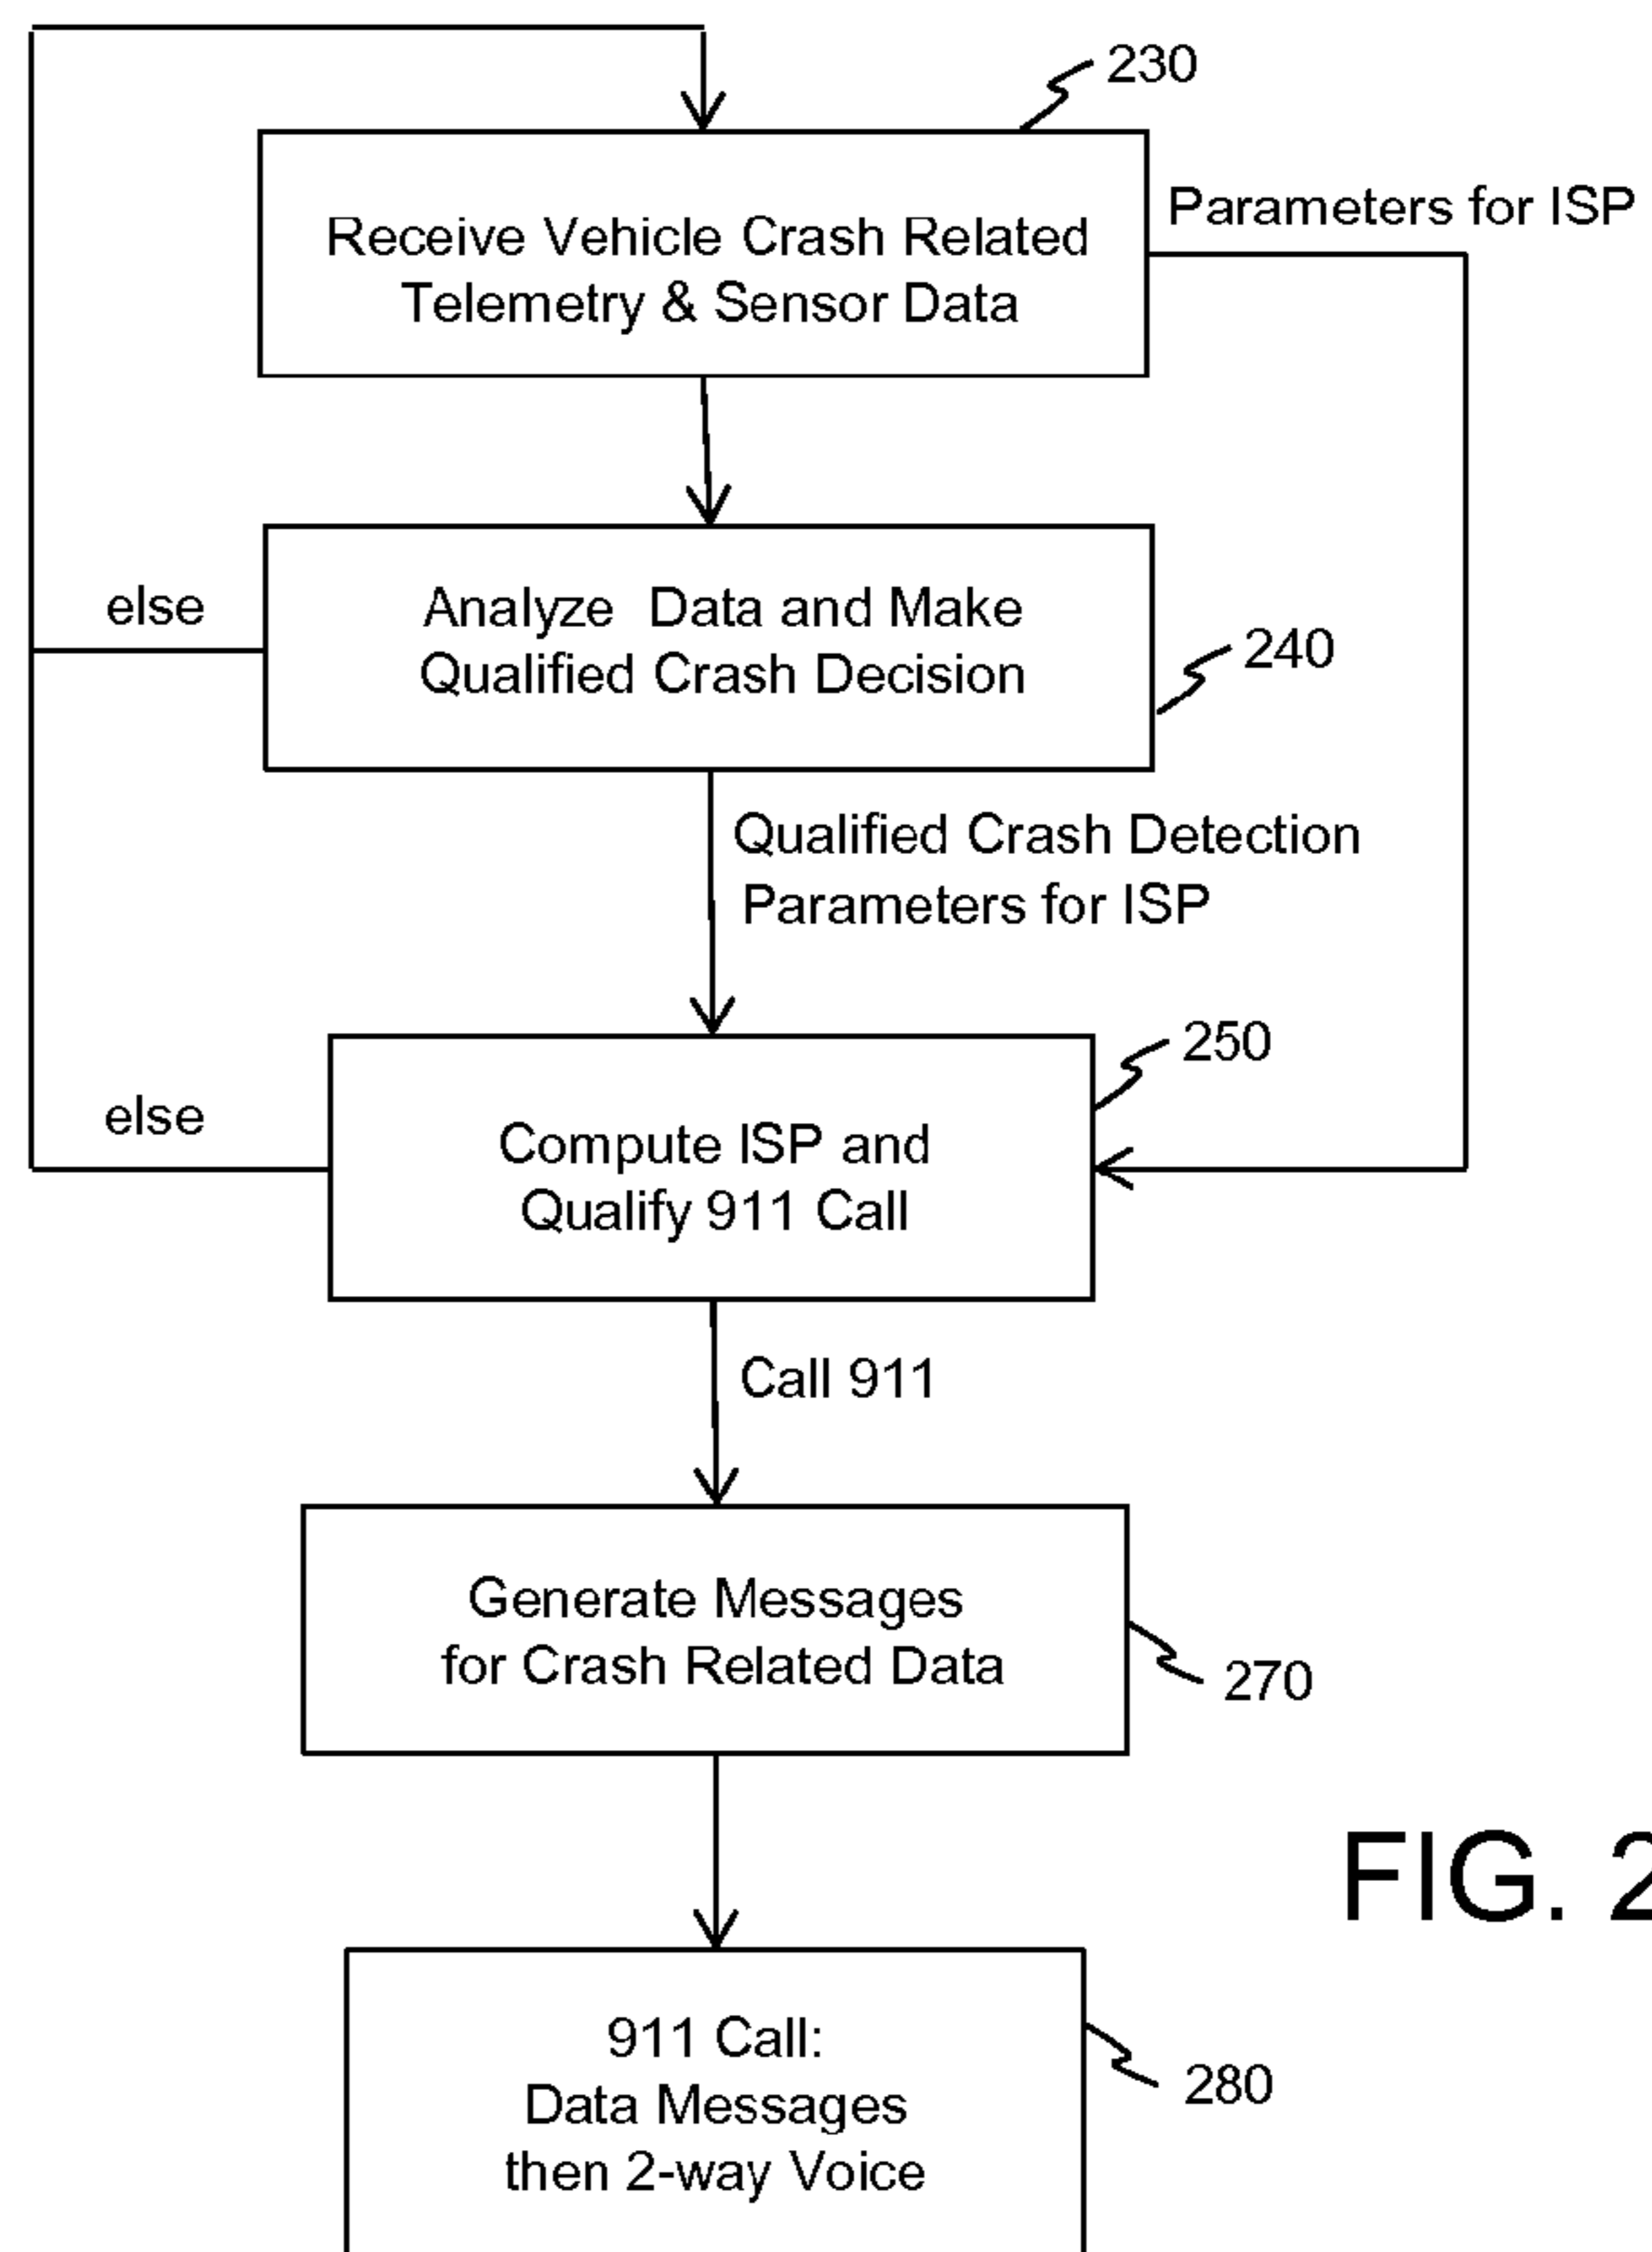 230
Parameters for ISP
Receive Vehicle Crash Related
Telemetry & Sensor Data
else
Analyze Data and Make
Qualified Crash Decision
240
Qualified Crash Detection
Parameters for ISP
250
else
Compute ISP and
Qualify 911 Call
Call 911
Generate Messages
for Crash Related Data
270
FIG. 2
911 Call:
Data Messages
then 2-way Voice
280